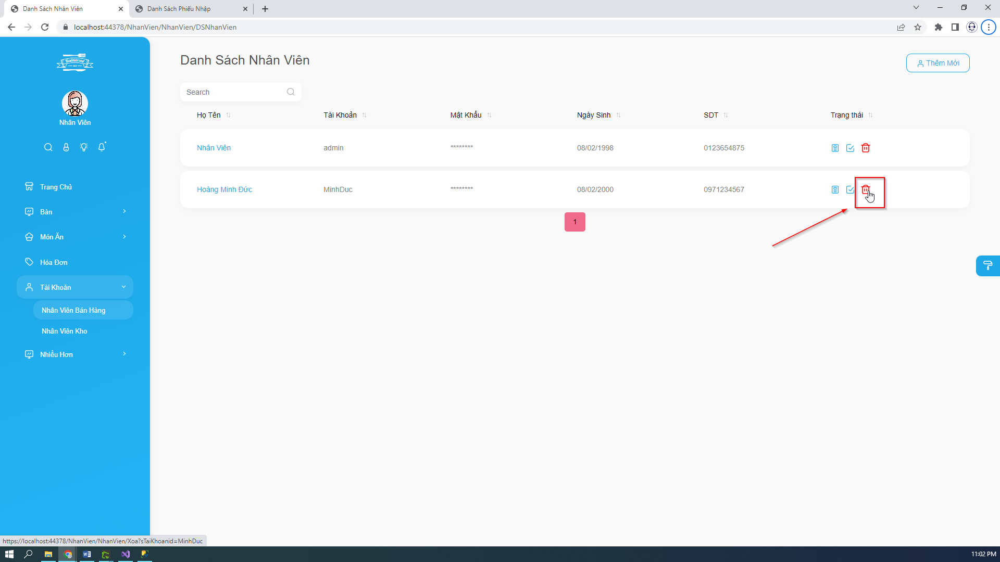 Danh Sách Nhân Viên
Danh Sách Phiếu Nhập
localhost:44378/NhanVien/NhanVien/DSNhanVien
Restaurant
Nhân Viên
Trang Chủ
Bàn
Món Ăn
Hóa Đơn
Tài Khoản
Nhân Viên Bán Hàng
Nhân Viên Kho
Nhiều Hơn
Danh Sách Nhân Viên
Thêm Mới
Search
Họ Tên Tài Khoản Mật Khẩu Ngày Sinh SDT Trạng thái
Nhân Viên admin ******** 08/02/1998 0123654875
Hoàng Minh Đức MinhDuc ******** 08/02/2000 0971234567
1
https://localhost:44378/NhanVien/NhanVien/Xoa?sTaiKhoanid=MinhDuc
11:02 PM